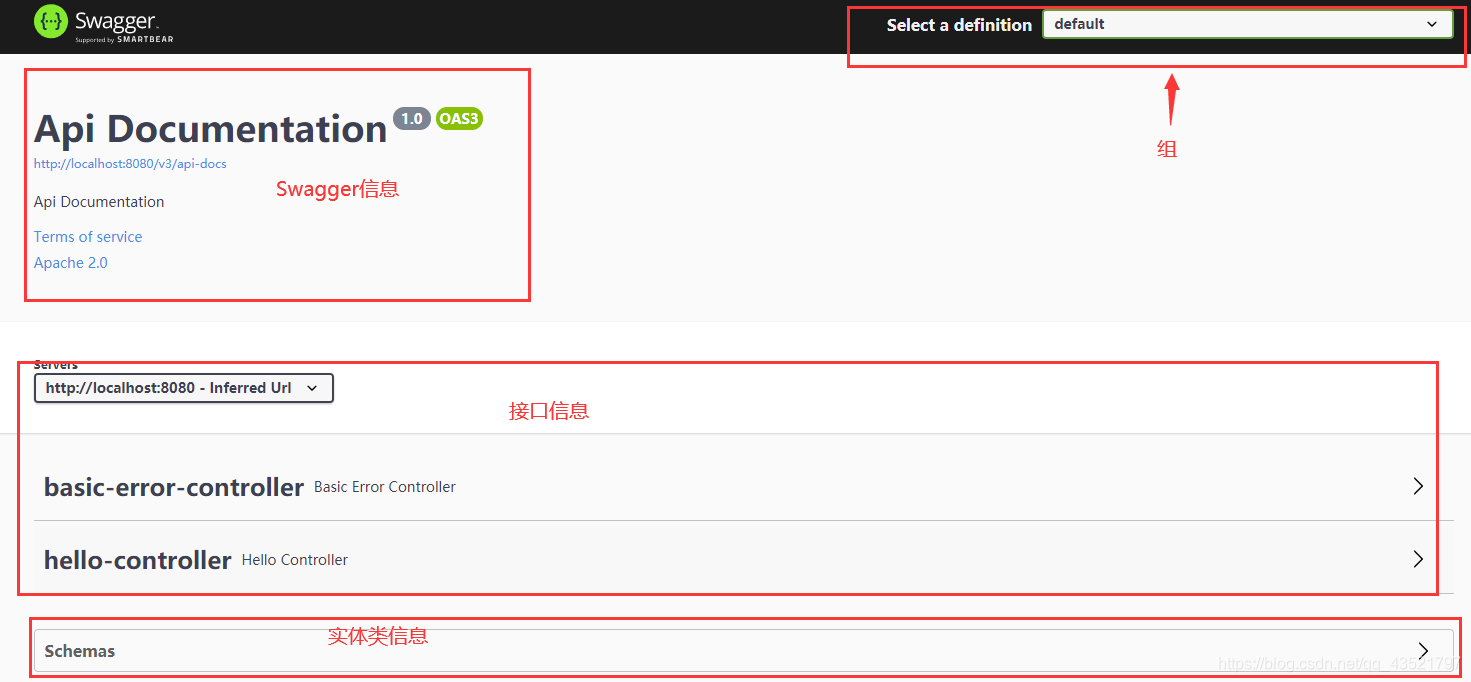 Swagger.
Supported by SMARTBEAR
Select a definition
default
组
Api Documentation 1.0 OAS3
http://localhost:8080/v3/api-docs
Swagger信息
Api Documentation
Terms of service
Apache 2.0
Servers
http://localhost:8080 - Inferred Url
接口信息
basic-error-controller Basic Error Controller
hello-controller Hello Controller
实体类信息
Schemas
https://blog.csdn.net/qq_43521797